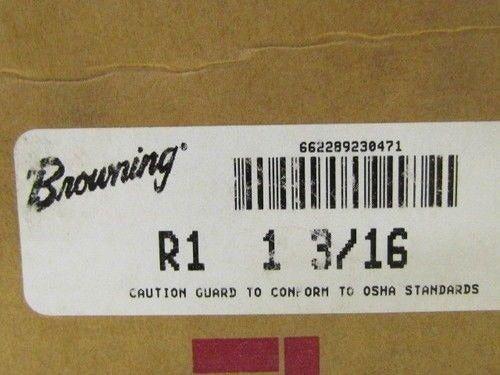 Browning®
662289230471
R1 1 3/16
CAUTION GUARD TO CONFORM TO OSHA STANDARDS